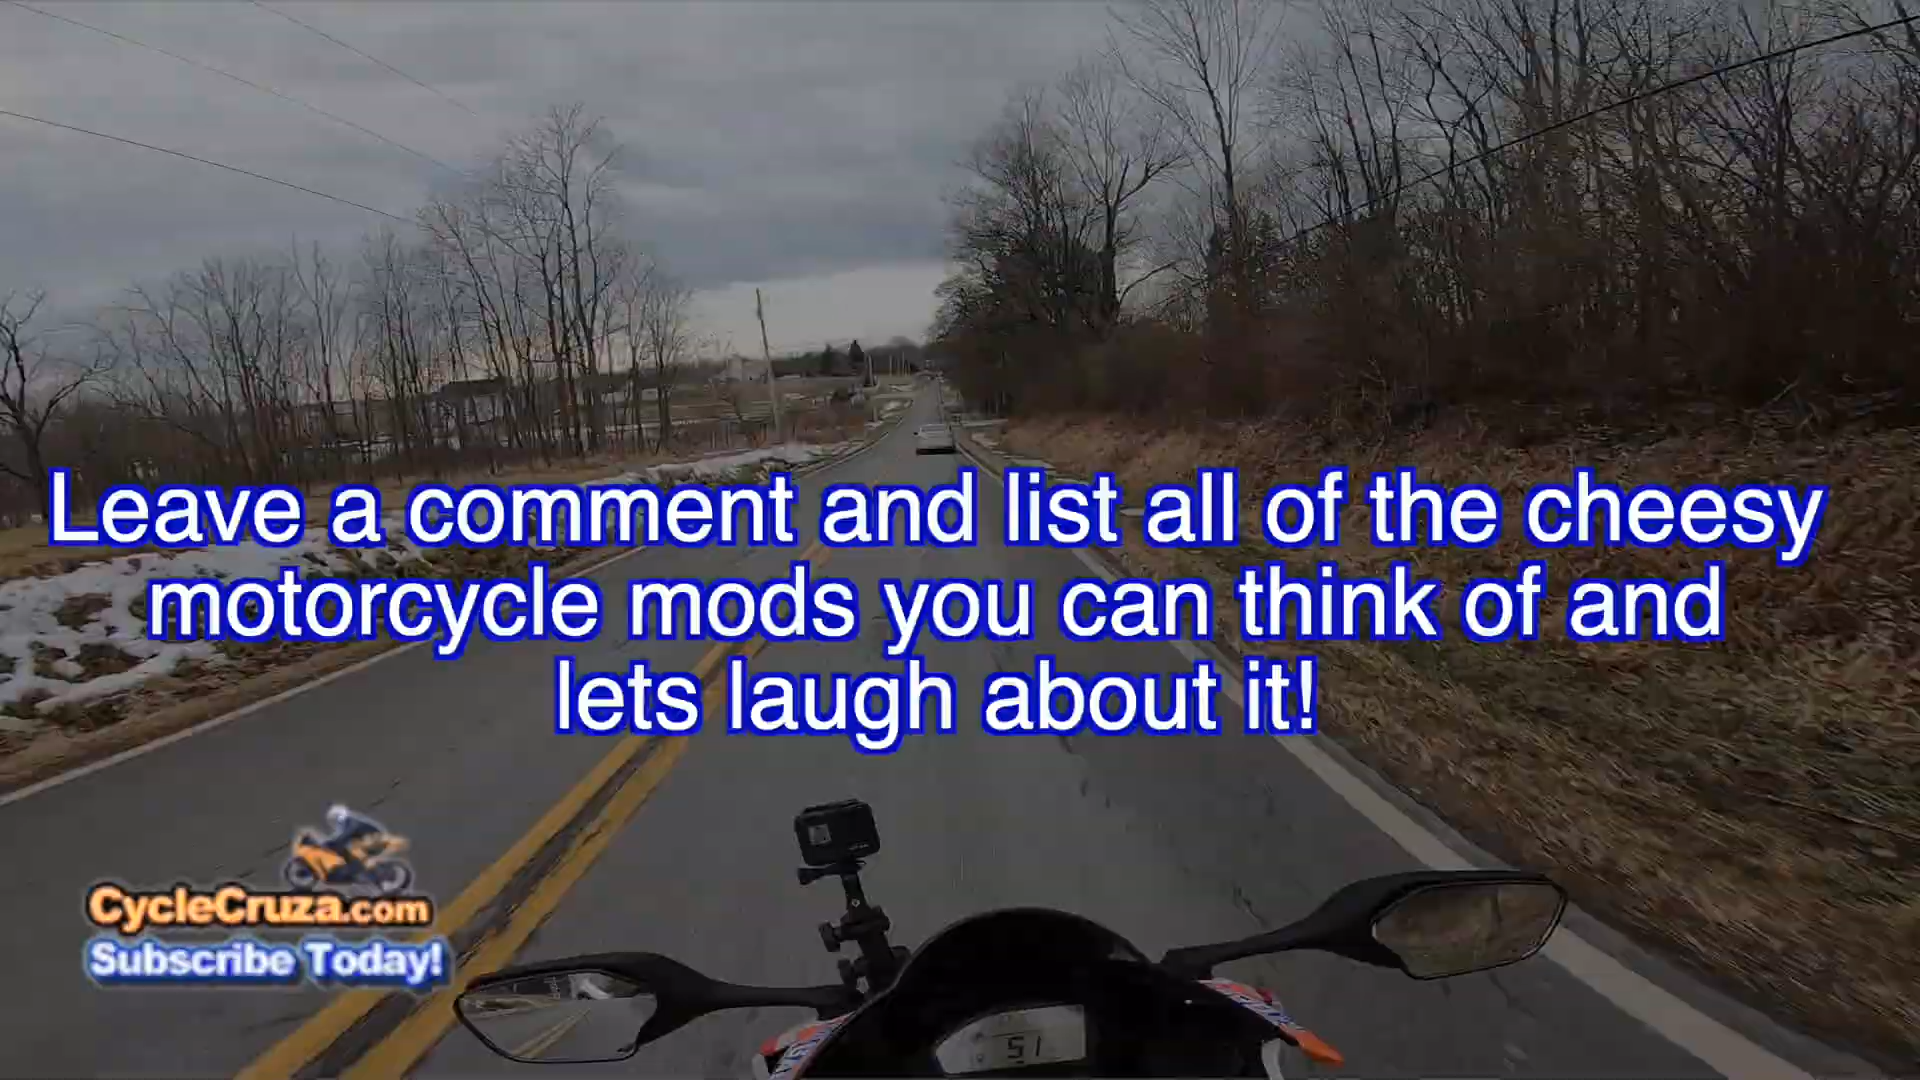 Leave a comment and list all of the cheesy
motorcycle mods you can think of and
lets laugh about it!
CycleCruza.com
Subscribe Today!
51